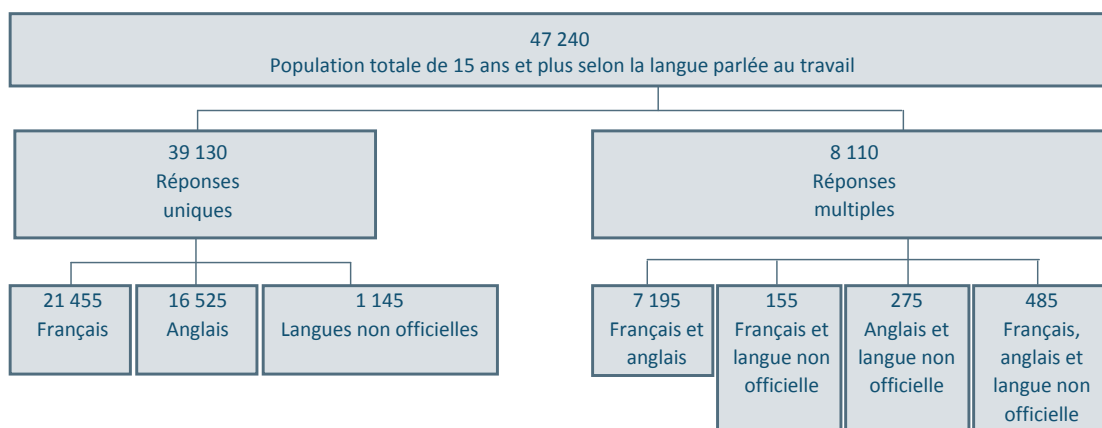 47 240
Population totale de 15 ans et plus selon la langue parlée au travail
39 130
Réponses
uniques
8 110
Réponses
multiples
21 455
Français
16 525
Anglais
1 145
Langues non officielles
7 195
Français et
anglais
155
Français et
langue non
officielle
275
Anglais et
langue non
officielle
485
Français,
anglais et
langue non
officielle